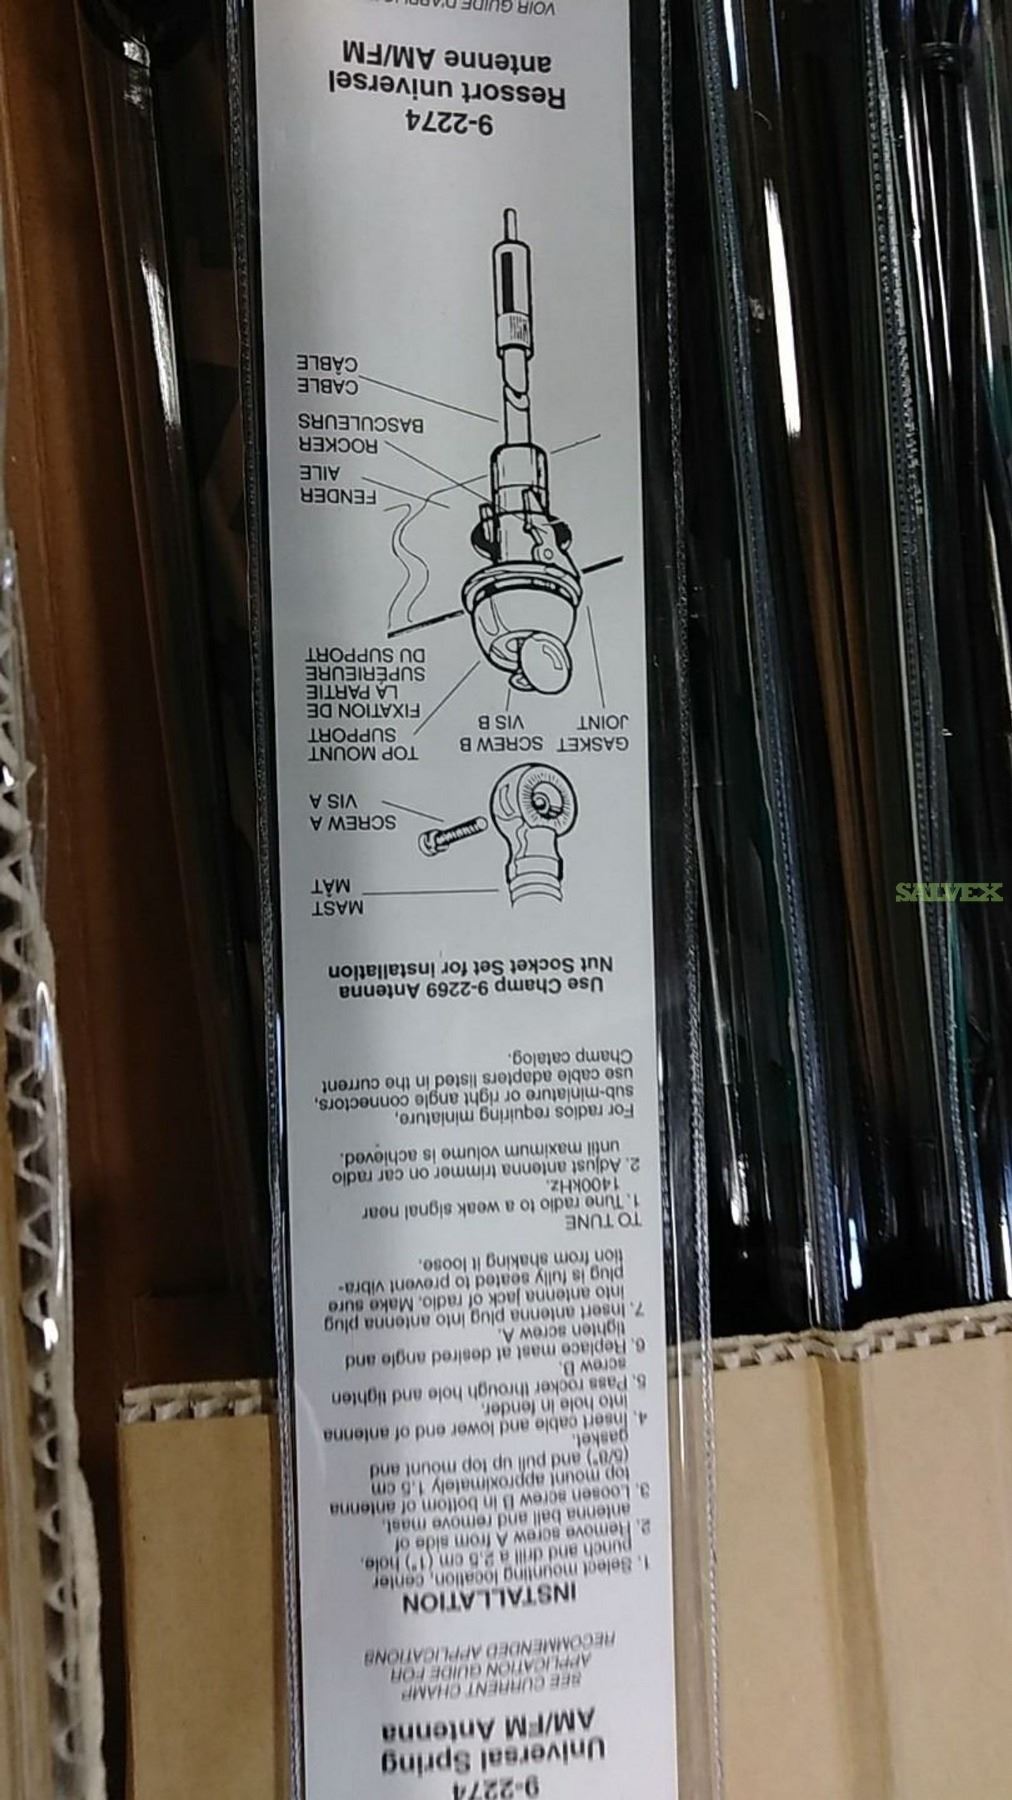 9-2274
Universal Spring
AM/FM Antenna
SEE CURRENT CHAMP
APPLICATION GUIDE FOR
RECOMMENDED APPLICATIONS
INSTALLATION
1. Select mounting location, center
punch and drill a 2.5 cm (1") hole.
2. Remove screw A from side of
antenna ball and remove mast.
3. Loosen screw B in bottom of antenna
top mount approximately 1.5 cm
(5/8") and pull up top mount and
gasket.
4. Insert cable and lower end of antenna
into hole in fender.
5. Pass rocker through hole and tighten
screw B.
6. Replace mast at desired angle and
tighten screw A.
7. Insert antenna plug into antenna plug
into antenna jack of radio. Make sure
plug is fully seated to prevent vibra-
tion from shaking it loose.
TO TUNE
1. Tune radio to a weak signal near
1400kHz.
2. Adjust antenna trimmer on car radio
until maximum volume is achieved.
For radios requiring miniature,
sub-miniature or right angle connectors,
use cable adapters listed in the current
Champ catalog.
Use Champ 9-2269 Antenna
Nut Socket Set for Installation
MAST
MÂT
SCREW A
VIS A
GASKET
JOINT
SCREW B
VIS B
TOP MOUNT
SUPPORT
FIXATION DE
LA PARTIE
SUPÉRIEURE
DU SUPPORT
FENDER
AILE
ROCKER
BASCULEURS
CABLE
CÂBLE
9-2274
Ressort universel
antenne AM/FM
VOIR GUIDE
SALVEX